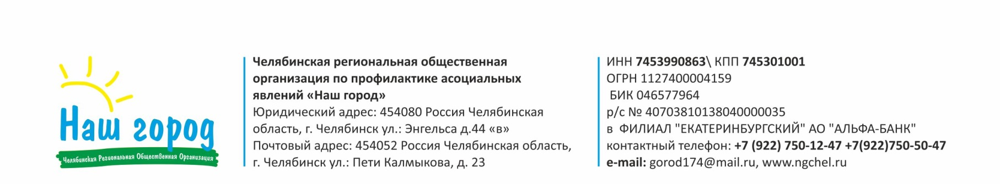 Наш город
Челябинская Региональная Общественная Организация
Челябинская региональная общественная
организация по профилактике асоциальных
явлений «Наш город»
Юридический адрес: 454080 Россия Челябинская
область, г. Челябинск ул.: Энгельса д.44 «в»
Почтовый адрес: 454052 Россия Челябинская область,
г. Челябинск ул.: Пети Калмыкова, д. 23
ИНН 7453990863\ КПП 745301001
ОГРН 1127400004159
БИК 046577964
р/с № 40703810138040000035
в ФИЛИАЛ "ЕКАТЕРИНБУРГСКИЙ" АО "АЛЬФА-БАНК"
контактный телефон: +7 (922) 750-12-47 +7(922)750-50-47
e-mail: gorod174@mail.ru, www.ngchel.ru